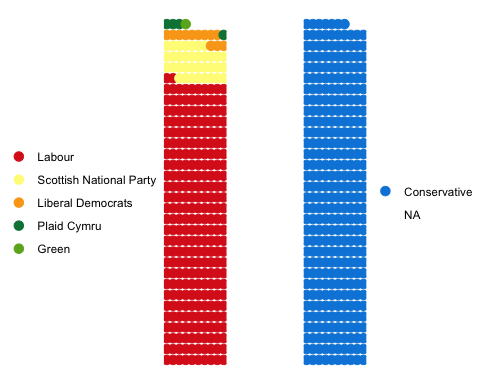 Labour
Scottish National Party
Liberal Democrats
Plaid Cymru
Green
Conservative
NA